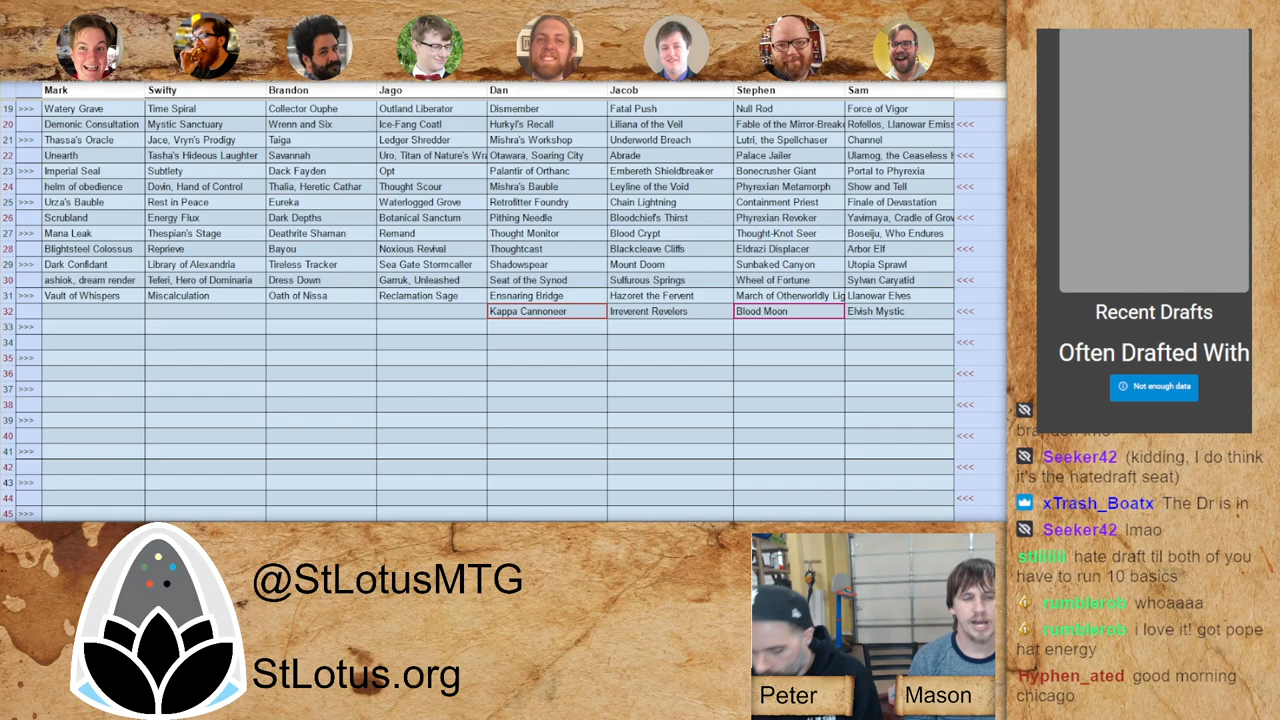 Mark Swifty Brandon Jago Dan Jacob Stephen Sam
19 >>> Watery Grave Time Spiral Collector Ouphe Outland Liberator Dismember Fatal Push Null Rod Force of Vigor
20 Demonic Consultation Mystic Sanctuary Wrenn and Six Ice-Fang Coatl Hurkyl's Recall Liliana of the Veil Fable of the Mirror-Break Rofellos, Llanowar Emiss <<<
21 >>> Thassa's Oracle Jace, Vryn's Prodigy Taiga Ledger Shredder Mishra's Workshop Underworld Breach Lutri, the Spellchaser Channel
22 Unearth Tasha's Hideous Laughter Savannah Uro, Titan of Nature's Wra Otawara, Soaring City Abrade Palace Jailer Ulamog, the Ceaseless H <<<
23 >>> Imperial Seal Subtlety Dack Fayden Opt Palantir of Orthanc Embereth Shieldbreaker Bonecrusher Giant Portal to Phyrexia
24 helm of obedience Dovin, Hand of Control Thalia, Heretic Cathar Thought Scour Mishra's Bauble Leyline of the Void Phyrexian Metamorph Show and Tell <<<
25 >>> Urza's Bauble Rest in Peace Eureka Waterlogged Grove Retrofitter Foundry Chain Lightning Containment Priest Finale of Devastation
26 Scrubland Energy Flux Dark Depths Botanical Sanctum Pithing Needle Bloodchief's Thirst Phyrexian Revoker Yavimaya, Cradle of Grov <<<
27 >>> Mana Leak Thespian's Stage Deathrite Shaman Remand Thought Monitor Blood Crypt Thought-Knot Seer Boseiju, Who Endures
28 Blightsteel Colossus Reprieve Bayou Noxious Revival Thoughtcast Blackcleave Cliffs Eldrazi Displacer Arbor Elf <<<
29 >>> Dark Confidant Library of Alexandria Tireless Tracker Sea Gate Stormcaller Shadowspear Mount Doom Sunbaked Canyon Utopia Sprawl
30 ashiok, dream render Teferi, Hero of Dominaria Dress Down Garruk, Unleashed Seat of the Synod Sulfurous Springs Wheel of Fortune Sylvan Caryatid <<<
31 >>> Vault of Whispers Miscalculation Oath of Nissa Reclamation Sage Ensnaring Bridge Hazoret the Fervent March of Otherworldly Lig Llanowar Elves
32 Kappa Cannoneer Irreverent Revelers Blood Moon Elvish Mystic <<<
33 >>>
34 <<<
35 >>>
36 <<<
37 >>>
38 <<<
39 >>>
40 <<<
41 >>>
42 <<<
43 >>>
44 <<<
45 >>>
Recent Drafts
Often Drafted With
Not enough data
Seeker42 (kidding, I do think
it's the hatedraft seat)
xTrash_Boatx The Dr is in
Seeker42 lmao
hate draft til both of you
have to run 10 basics
rumblerob whoaaaa
rumblerob i love it! got pope
hat energy
Hyphen_ated good morning
chicago
@StLotusMTG
StLotus.org
Peter
Mason